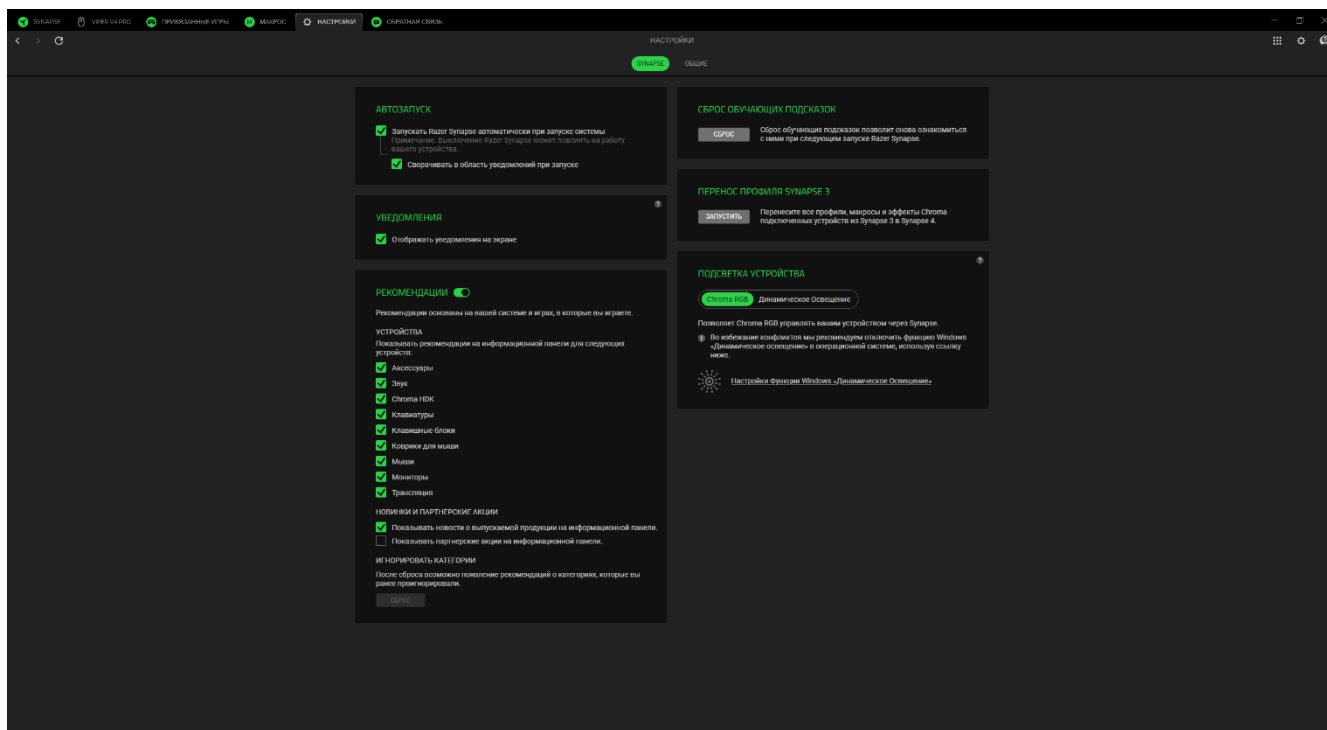 SYNAPSE
VIPER V4 PRO
ПРИВЯЗАННЫЕ ИГРЫ
МАКРОС
НАСТРОЙКИ
ОБРАТНАЯ СВЯЗЬ
НАСТРОЙКИ
SYNAPSE
ОБЩИЕ
АВТОЗАПУСК
Запускать Razer Synapse автоматически при запуске системы
Примечание. Выключение Razer Synapse может повлиять на работу
вашего устройства.
Сворачивать в область уведомлений при запуске
УВЕДОМЛЕНИЯ
Отображать уведомления на экране
РЕКОМЕНДАЦИИ
Рекомендации основаны на вашей системе и играх, в которые вы играете.
УСТРОЙСТВА
Показывать рекомендации на информационной панели для следующих
устройств:
Аксессуары
Звук
Chroma HDK
Клавиатуры
Клавишные блоки
Коврики для мыши
Мыши
Мониторы
Трансляция
НОВИНКИ И ПАРТНЕРСКИЕ АКЦИИ
Показывать новости о выпускаемой продукции на информационной панели.
Показывать партнерские акции на информационной панели.
ИГНОРИРОВАТЬ КАТЕГОРИИ
После сброса возможно появление рекомендаций о категориях, которые вы
ранее проигнорировали.
СБРОС
СБРОС ОБУЧАЮЩИХ ПОДСКАЗОК
СБРОС
Сброс обучающих подсказок позволит снова ознакомиться
с ними при следующем запуске Razer Synapse.
ПЕРЕНОС ПРОФИЛЯ SYNAPSE 3
ЗАПУСТИТЬ
Перенесите все профили, макросы и эффекты Chroma
подключенных устройств из Synapse 3 в Synapse 4.
ПОДСВЕТКА УСТРОЙСТВА
Chroma RGB
Динамическое Освещение
Позволяет Chroma RGB управлять вашим устройством через Synapse.
Во избежание конфликтов мы рекомендуем отключить функцию Windows
«Динамическое освещение» в операционной системе, используя ссылку
ниже.
Настройки Функции Windows «Динамическое Освещение»